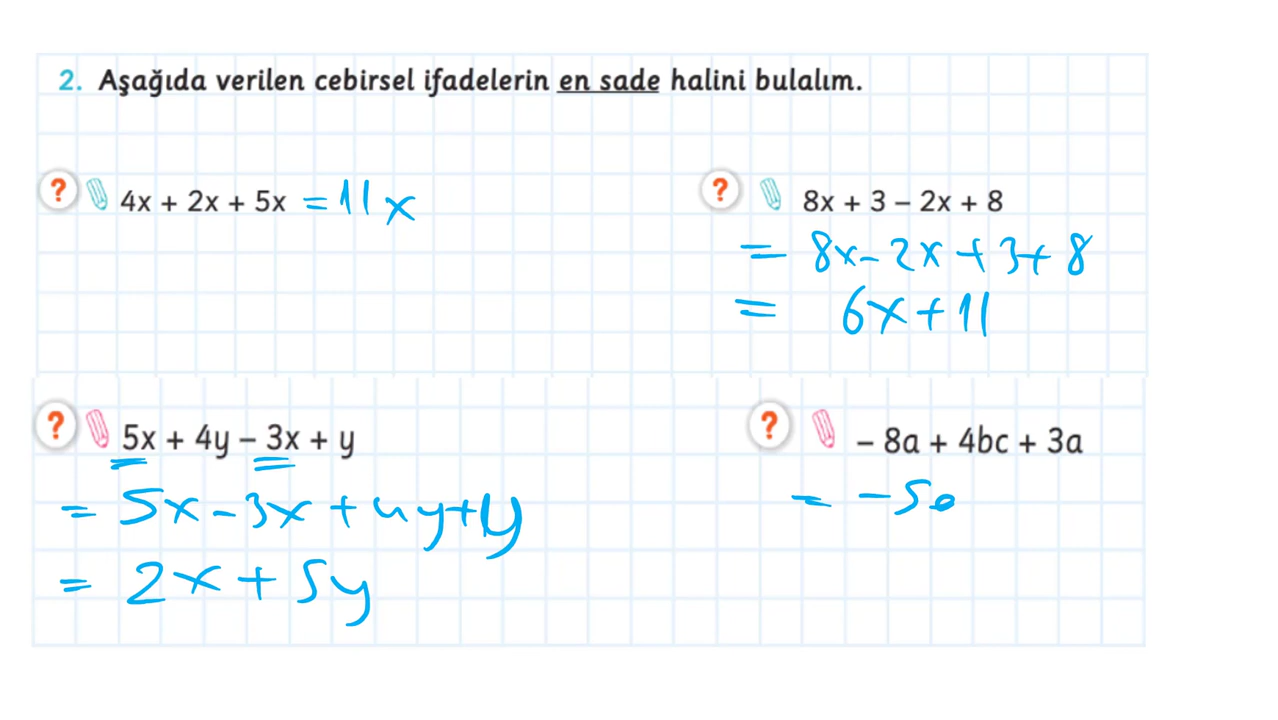 2. Aşağıda verilen cebirsel ifadelerin en sade halini bulalım.
? 4x + 2x + 5x = 11x
? 8x + 3 – 2x + 8
= 8x - 2x + 3 + 8
= 6x + 11
? 5x + 4y – 3x + y
= 5x - 3x + 4y + y
= 2x + 5y
? – 8a + 4bc + 3a
= -5a